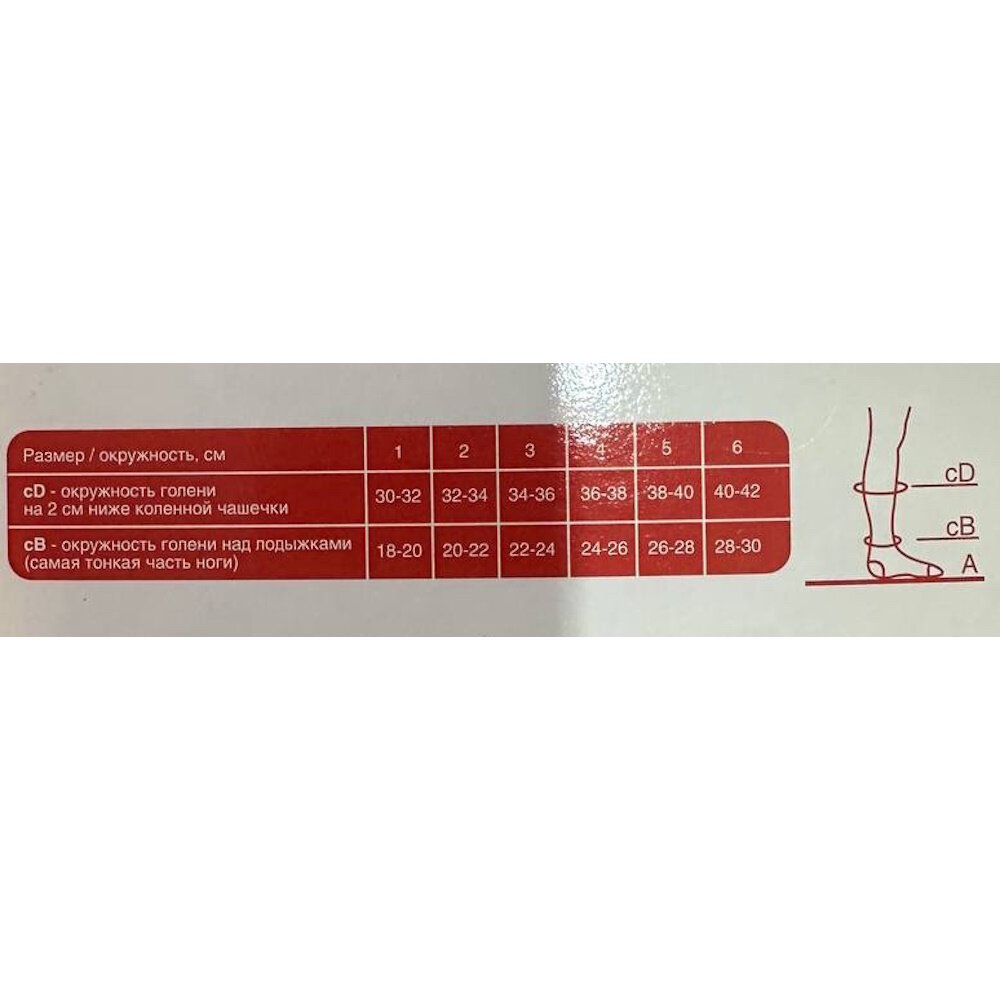 Размер / окружность, см 1 2 3 4 5 6
cD - окружность голени
на 2 см ниже коленной чашечки 30-32 32-34 34-36 36-38 38-40 40-42
cB - окружность голени над лодыжками
(самая тонкая часть ноги) 18-20 20-22 22-24 24-26 26-28 28-30
cD
cB
A